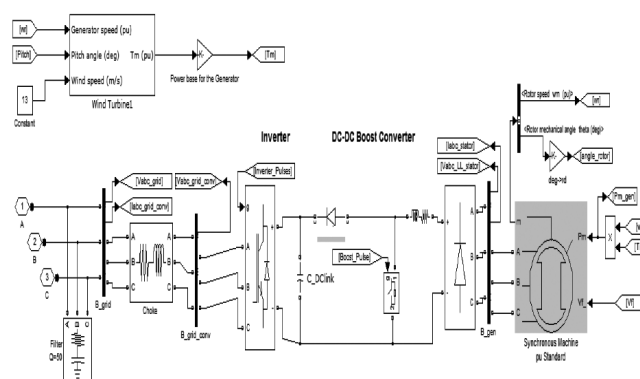 [wr]
Generator speed (pu)
[Pitch]
Pitch angle (deg)
Tm (pu)
-K-
[Tm]
Wind speed (m/s)
Power base for the Generator
13
Constant
Wind Turbine1
<Rotor speed wm (pu)>
[wr]
<Rotor mechanical angle theta (deg)>
-K-
[angle_rotor]
deg->rd
Inverter
DC-DC Boost Converter
[Iabc_stator]
[Vabc_LL_stator]
[Vabc_grid]
[Vabc_grid_conv]
[Inverter_Pulses]
[Iabc_grid_conv]
[Pm_gen]
1
A
2
B
3
C
A
B
C
A
B
C
g
A
B
C
+
-
C_DClink
[Boost_Pulse]
+
-
A
B
C
m
A
B
C
Pm
Vf_
X
[Vf]
B_grid
Choke
B_grid_conv
B_gen
Synchronous Machine
pu Standard
A B C
Filter
Q=50